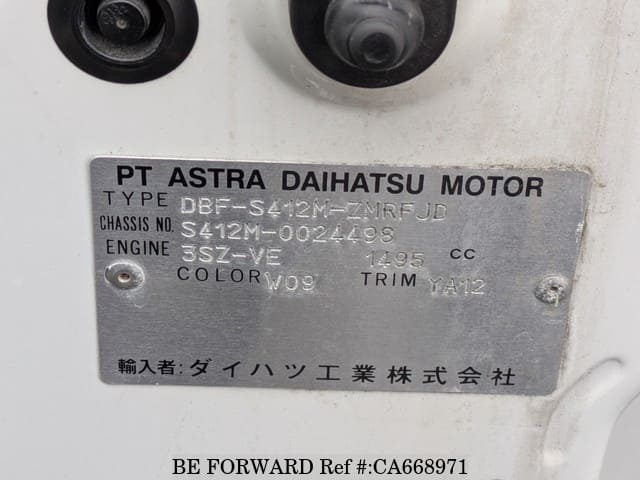 PT ASTRA DAIHATSU MOTOR
TYPE DBF-S412M-ZMRFJD
CHASSIS NO. S412M-0024498
ENGINE 3SZ-VE 1495 CC
COLOR W09 TRIM YA12
輸入者: ダイハツ工業株式会社
BE FORWARD Ref #:CA668971